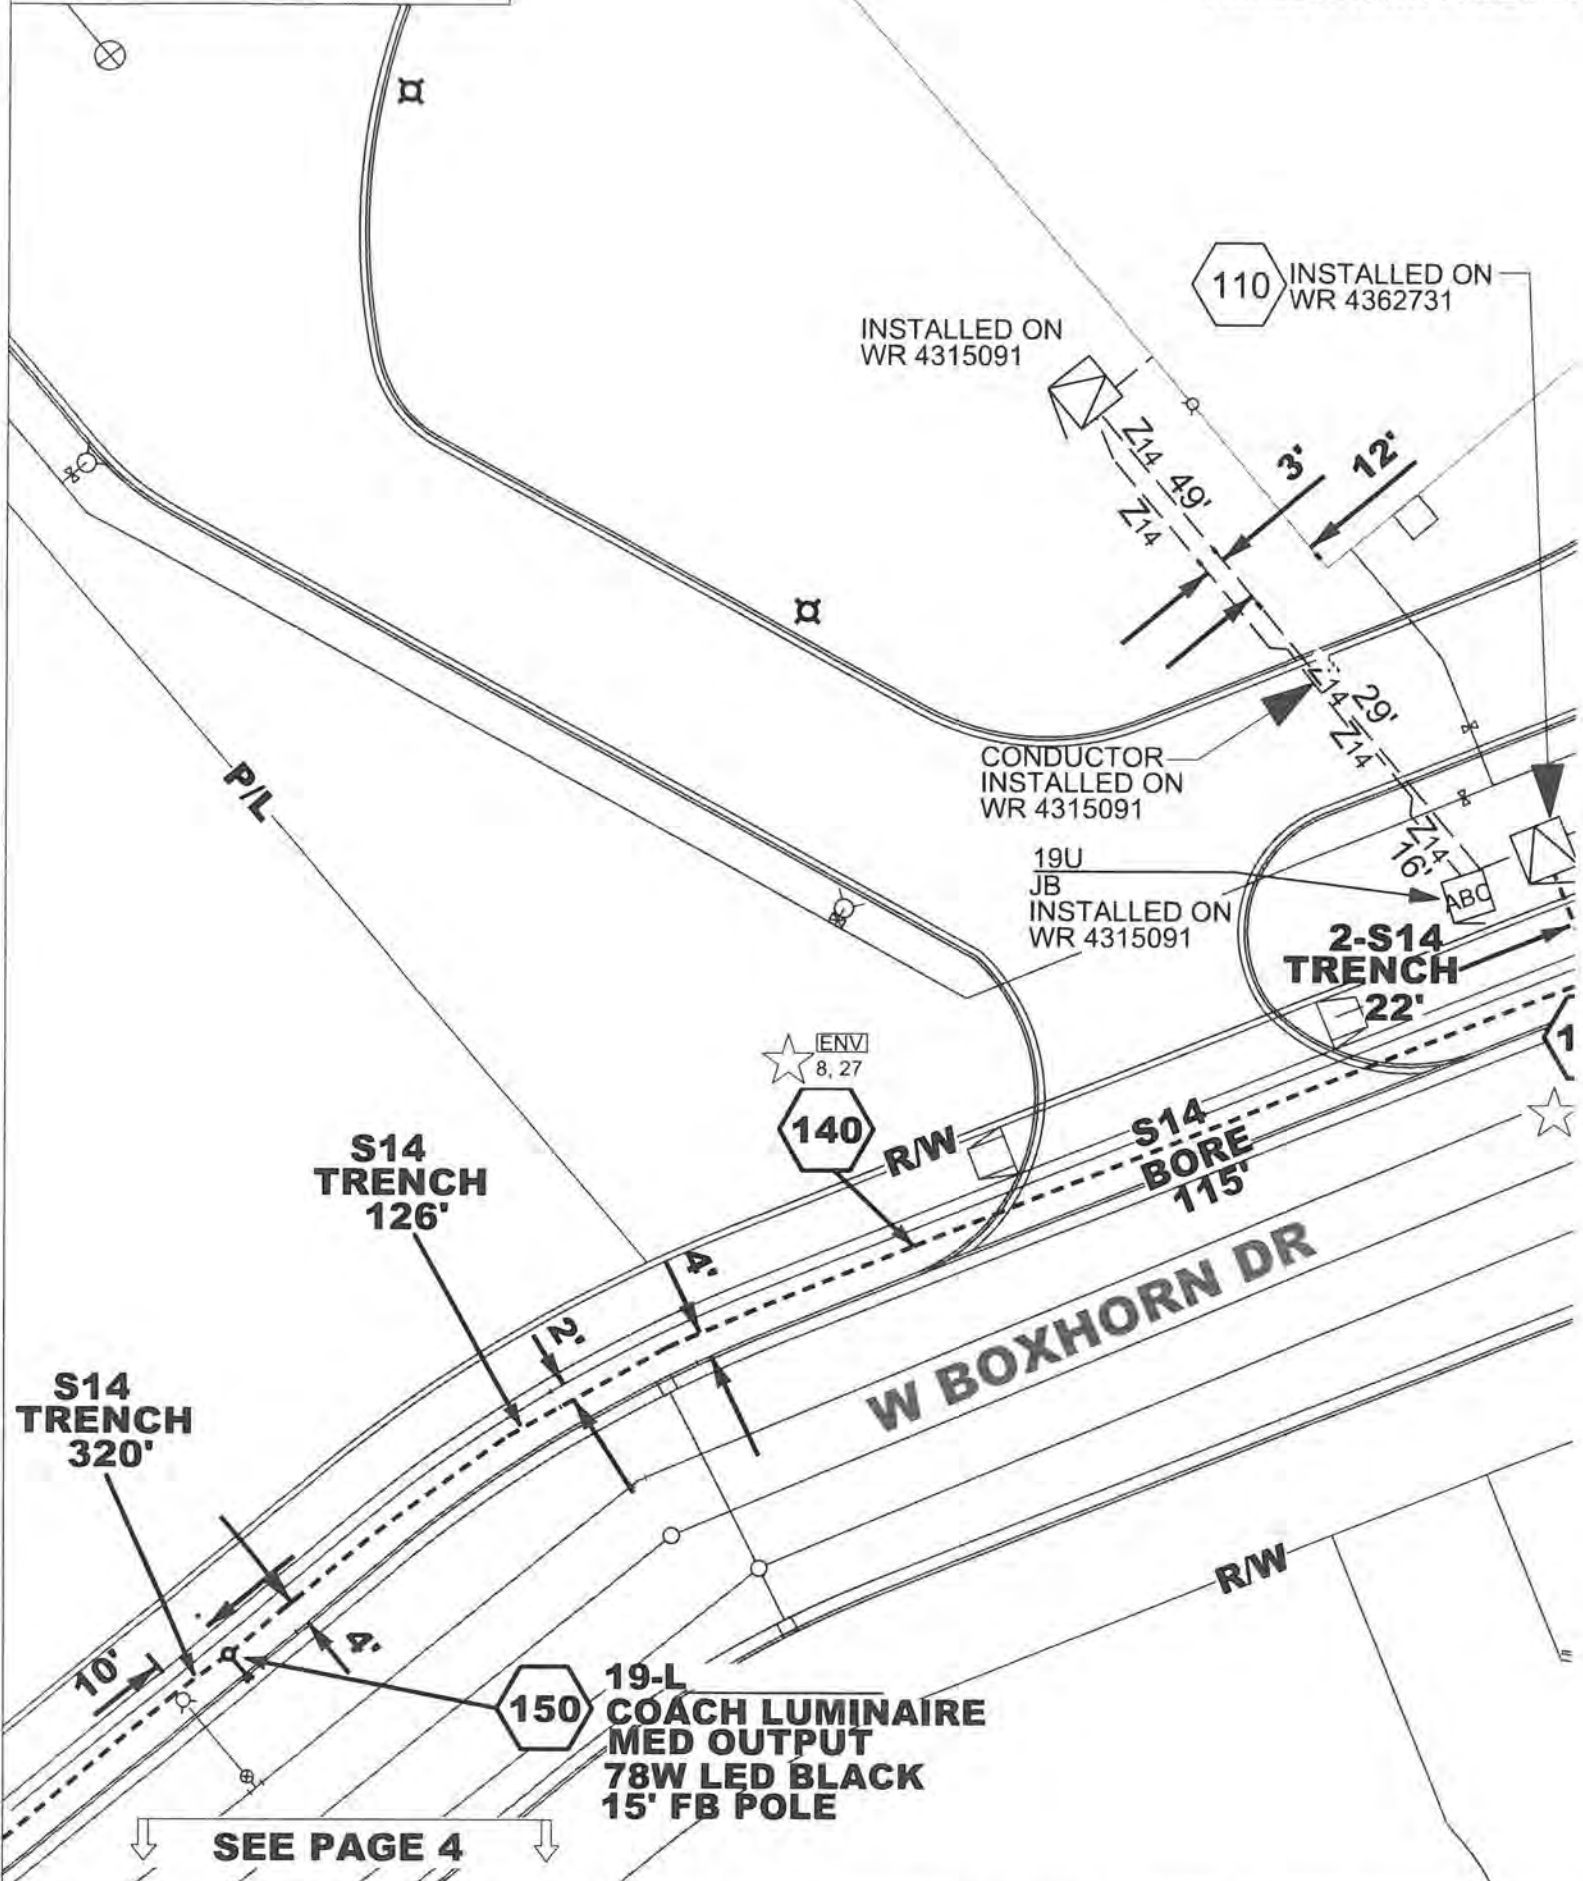 110
INSTALLED ON
WR 4362731
INSTALLED ON
WR 4315091
Z14 49'
Z14
3'
12'
Z14 29'
Z14
CONDUCTOR
INSTALLED ON
WR 4315091
Z14
16'
19U
JB
INSTALLED ON
WR 4315091
ABC
2-S14
TRENCH
22'
P/L
ENV
8, 27
140
R/W
S14
BORE
115'
1
S14
TRENCH
126'
4'
2'
W BOXHORN DR
S14
TRENCH
320'
R/W
10'
4'
150
19-L
COACH LUMINAIRE
MED OUTPUT
78W LED BLACK
15' FB POLE
SEE PAGE 4